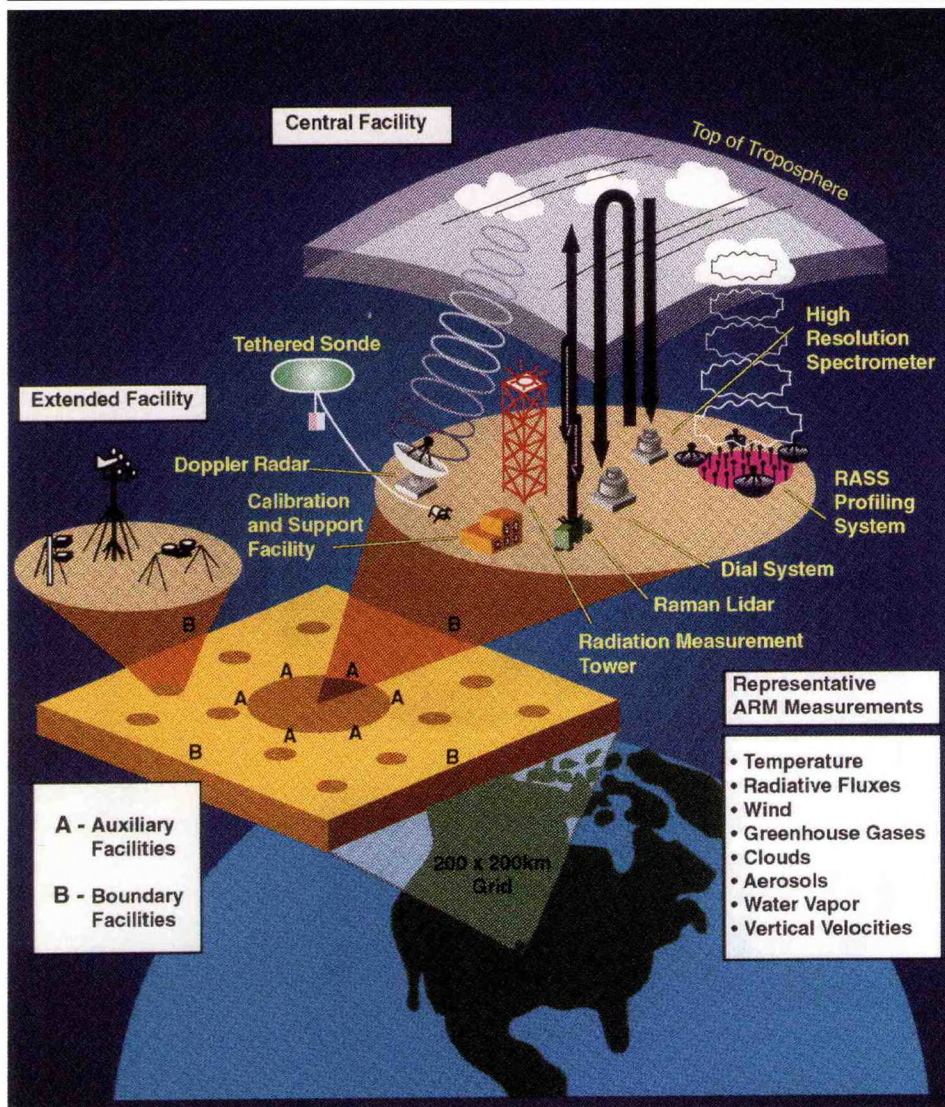 Central Facility
Top of Troposphere
High
Resolution
Spectrometer
Tethered Sonde
Extended Facility
Doppler Radar
Calibration
and Support
Facility
RASS
Profiling
System
Dial System
Raman Lidar
Radiation Measurement
Tower
B
B
A
A
A
A
A
A
B
B
Representative
ARM Measurements
• Temperature
• Radiative Fluxes
• Wind
• Greenhouse Gases
• Clouds
• Aerosols
• Water Vapor
• Vertical Velocities
A - Auxiliary
Facilities
B - Boundary
Facilities
200 x 200km
Grid